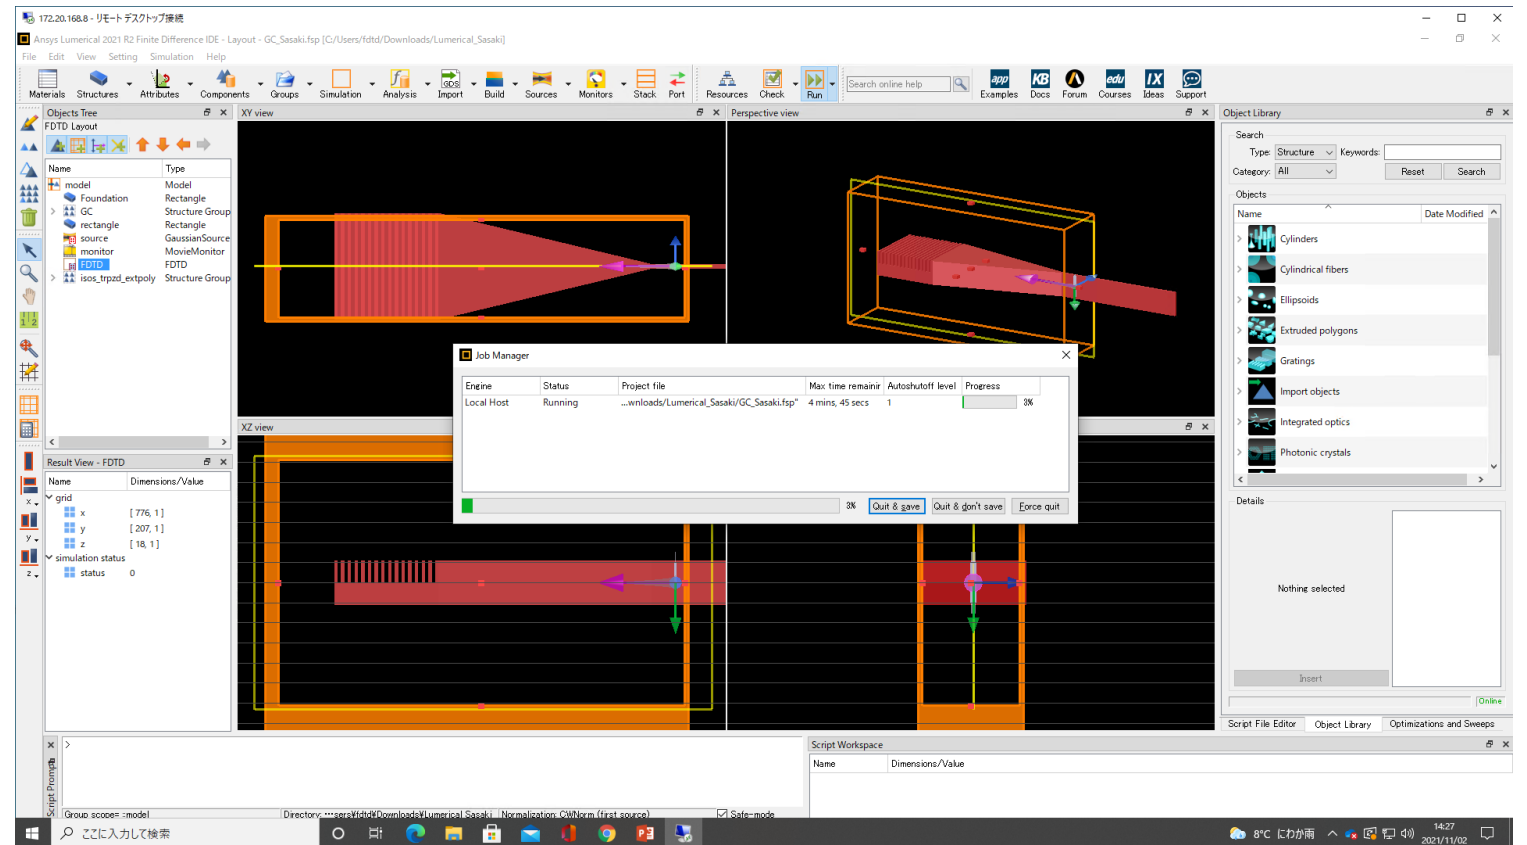 172.20.168.8 - リモート デスクトップ接続
Ansys Lumerical 2021 R2 Finite Difference IDE - Layout - GC_Sasaki.fsp [C:/Users/fdtd/Downloads/Lumerical_Sasaki]
File Edit View Setting Simulation Help
Materials Structures Attributes Components Groups Simulation Analysis Import Build Sources Monitors Stack Port Resources Check Run Search online help Examples Docs Forum Courses Ideas Support
GDS app KB edu IX
Objects Tree
FDTD Layout
Name Type
model Model
Foundation Rectangle
GC Structure Group
rectangle Rectangle
source GaussianSource
monitor MovieMonitor
FDTD FDTD
isos_trpzd_extpoly Structure Group
Result View - FDTD
Name Dimensions/Value
grid
x [ 776, 1 ]
y [ 207, 1 ]
z [ 18, 1 ]
simulation status
status 0
x
y
z
XY view
Perspective view
XZ view
Job Manager
Engine Status Project file Max time remainir Autoshutoff level Progress
Local Host Running ...wnloads/Lumerical_Sasaki/GC_Sasaki.fsp" 4 mins, 45 secs 1 3%
3% Quit & save Quit & don't save Force quit
Object Library
Search
Type: Structure Keywords:
Category: All Reset Search
Objects
Name Date Modified
Cylinders
Cylindrical fibers
Ellipsoids
Extruded polygons
Gratings
Import objects
Integrated optics
Photonic crystals
Details
Nothing selected
Insert
Online
Script File Editor Object Library Optimizations and Sweeps
Script Prompt
>
Script Workspace
Name Dimensions/Value
Group scope= ::model Directory: ...sers¥fdtd¥Downloads¥Lumerical_Sasaki Normalization: CWNorm (first source) Safe-mode
ここに入力して検索
8°C にわか雨
14:27
2021/11/02